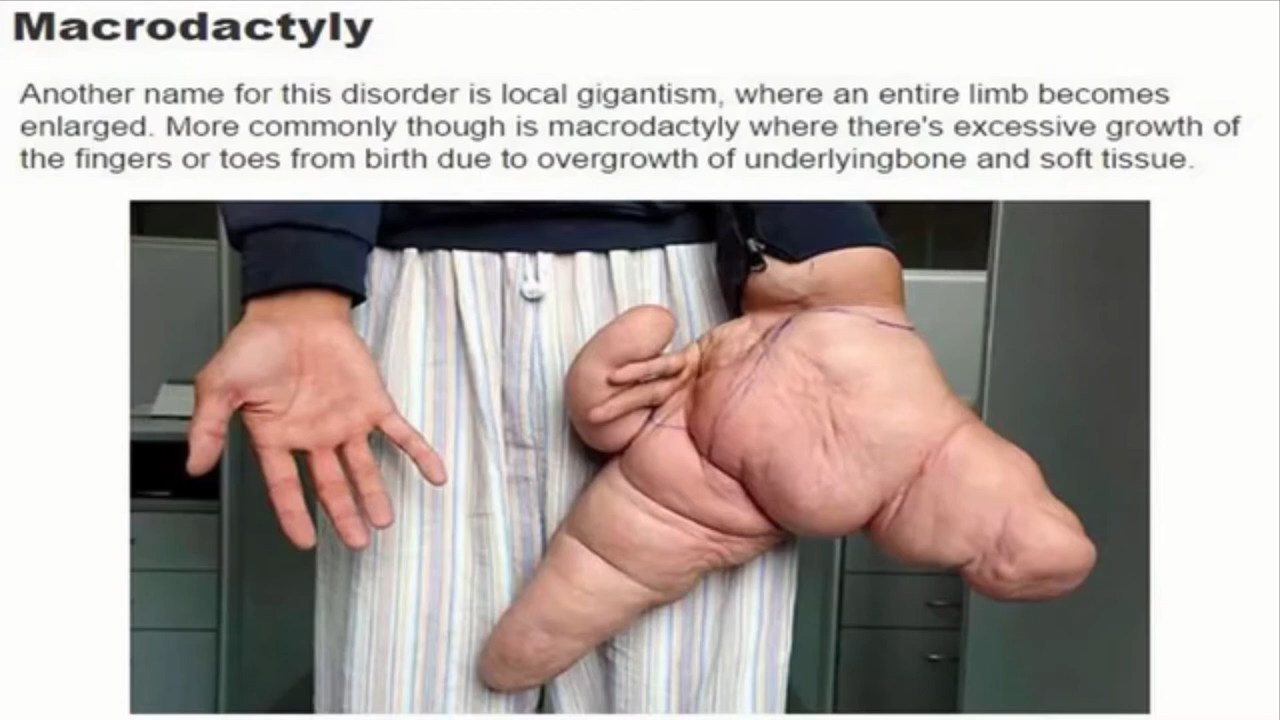 Macrodactyly
Another name for this disorder is local gigantism, where an entire limb becomes
enlarged. More commonly though is macrodactyly where there's excessive growth of
the fingers or toes from birth due to overgrowth of underlyingbone and soft tissue.